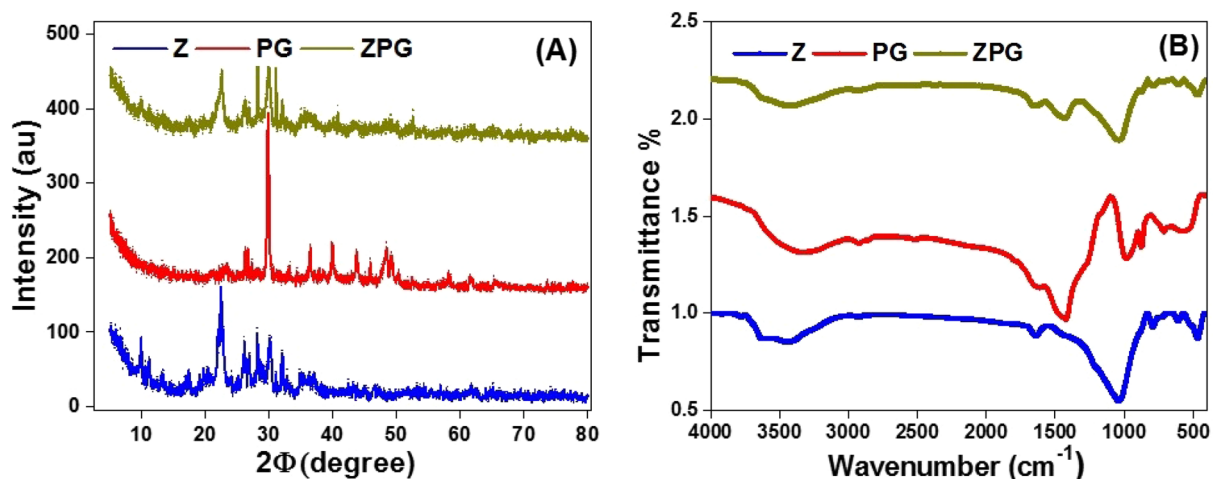 Z PG ZPG (A)
500
400
300
200
100
0
10 20 30 40 50 60 70 80
Intensity (au)
2Φ(degree)
Z PG ZPG (B)
2.5
2.0
1.5
1.0
0.5
4000 3500 3000 2500 2000 1500 1000 500
Transmittance %
Wavenumber (cm⁻¹)